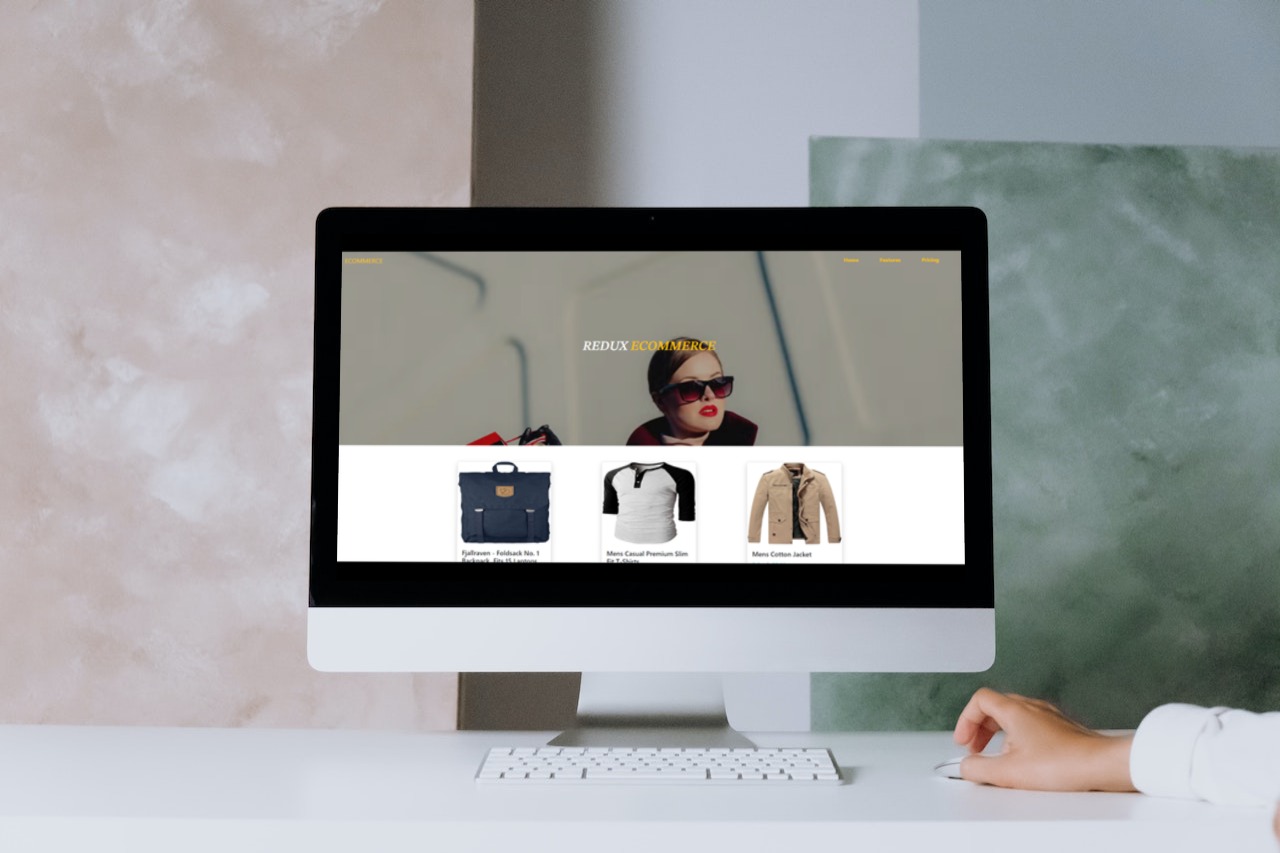 ECOMMERCE
Home Features Pricing
REDUX ECOMMERCE
Fjallraven - Foldsack No. 1
Backpack, Fits 15 Laptops
Mens Casual Premium Slim
Fit T-Shirts
Mens Cotton Jacket